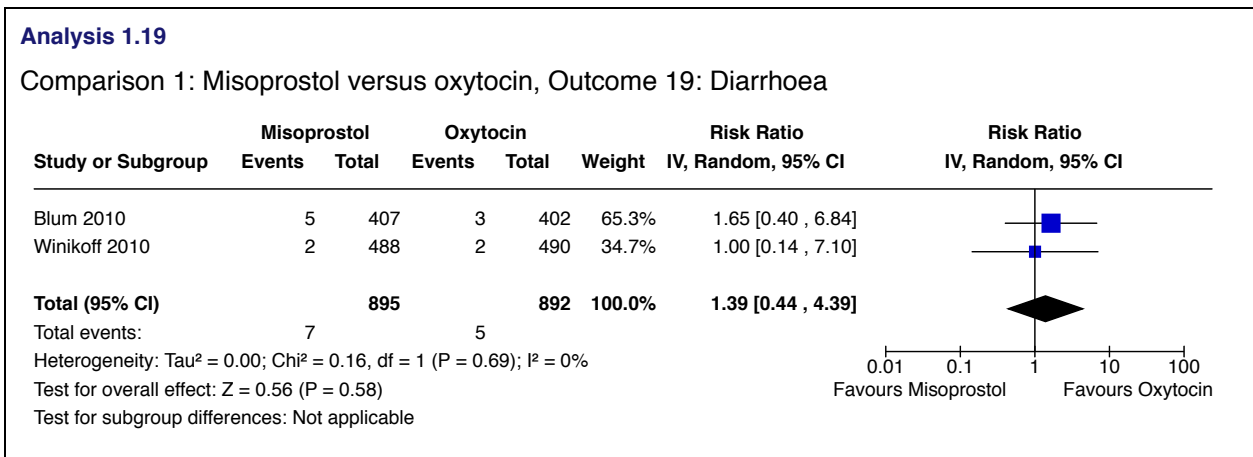 Analysis 1.19
Comparison 1: Misoprostol versus oxytocin, Outcome 19: Diarrhoea
Misoprostol Oxytocin Risk Ratio Risk Ratio
Study or Subgroup Events Total Events Total Weight IV, Random, 95% CI IV, Random, 95% CI
Blum 2010 5 407 3 402 65.3% 1.65 [0.40 , 6.84]
Winikoff 2010 2 488 2 490 34.7% 1.00 [0.14 , 7.10]
Total (95% CI) 895 892 100.0% 1.39 [0.44 , 4.39]
Total events: 7 5
Heterogeneity: Tau² = 0.00; Chi² = 0.16, df = 1 (P = 0.69); I² = 0%
0.01 0.1 1 10 100
Test for overall effect: Z = 0.56 (P = 0.58)
Favours Misoprostol Favours Oxytocin
Test for subgroup differences: Not applicable